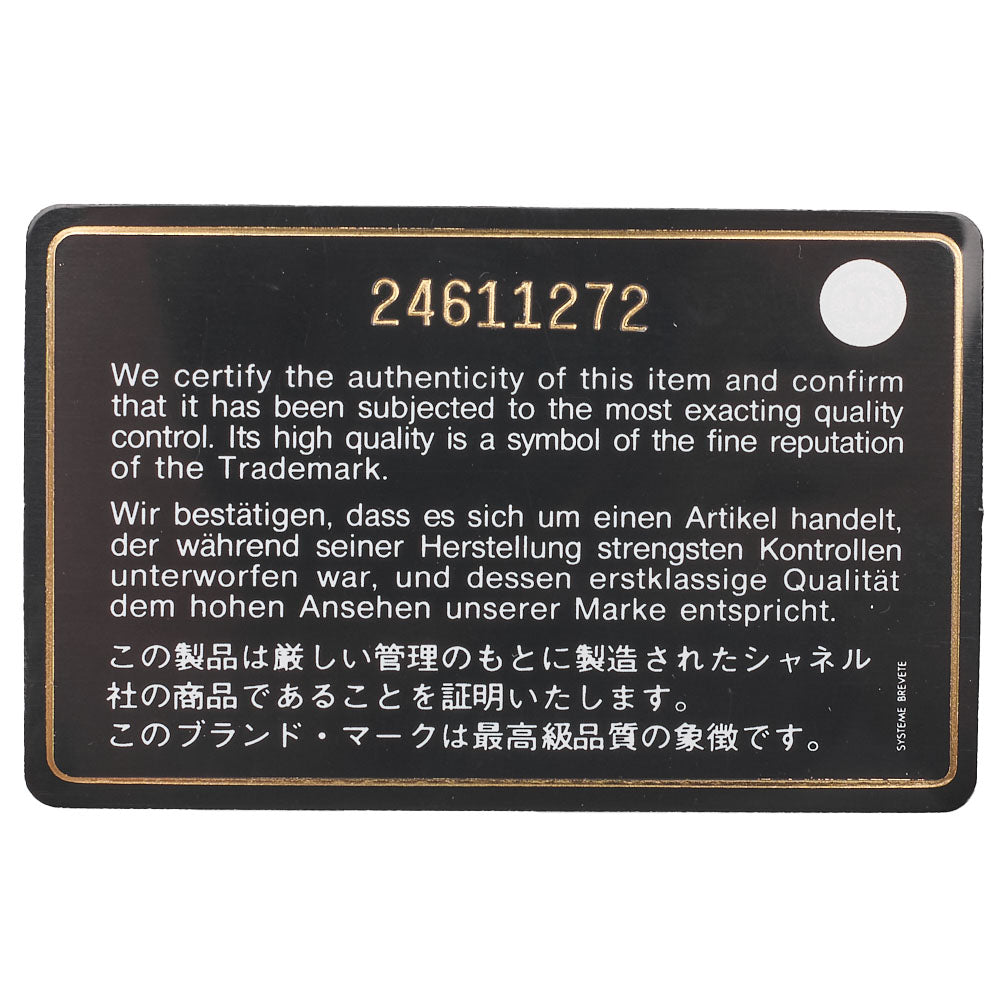 24611272
We certify the authenticity of this item and confirm
that it has been subjected to the most exacting quality
control. Its high quality is a symbol of the fine reputation
of the Trademark.
Wir bestätigen, dass es sich um einen Artikel handelt,
der während seiner Herstellung strengsten Kontrollen
unterworfen war, und dessen erstklassige Qualität
dem hohen Ansehen unserer Marke entspricht.
この製品は厳しい管理のもとに製造されたシャネル
社の商品であることを証明いたします。
このブランド・マークは最高級品質の象徴です。
SYSTEME BREVETE